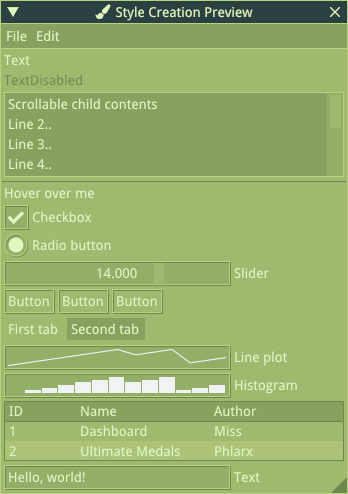 Style Creation Preview
File Edit
Text
TextDisabled
Scrollable child contents
Line 2..
Line 3..
Line 4..
Hover over me
Checkbox
Radio button
14.000 Slider
Button Button Button
First tab Second tab
Line plot
Histogram
ID Name Author
1 Dashboard Miss
2 Ultimate Medals Phlarx
Hello, world! Text